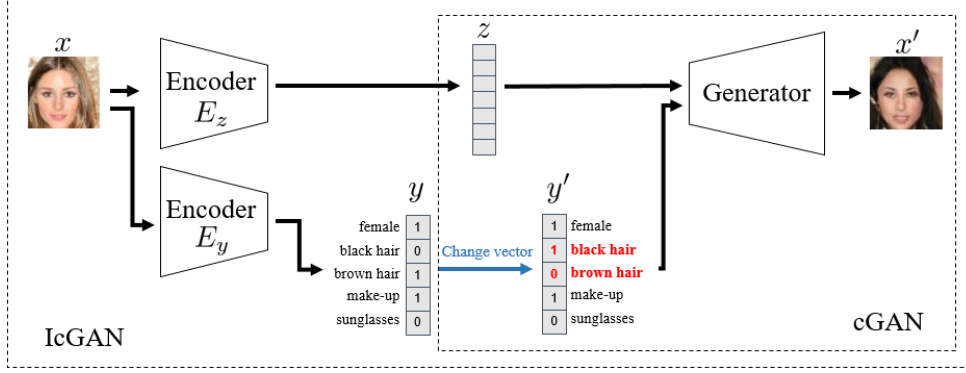 x
Encoder
E_z
z
Generator
x′
Encoder
E_y
y
female 1
black hair 0
brown hair 1
make-up 1
sunglasses 0
Change vector
y′
1 female
1 black hair
0 brown hair
1 make-up
0 sunglasses
IcGAN
cGAN